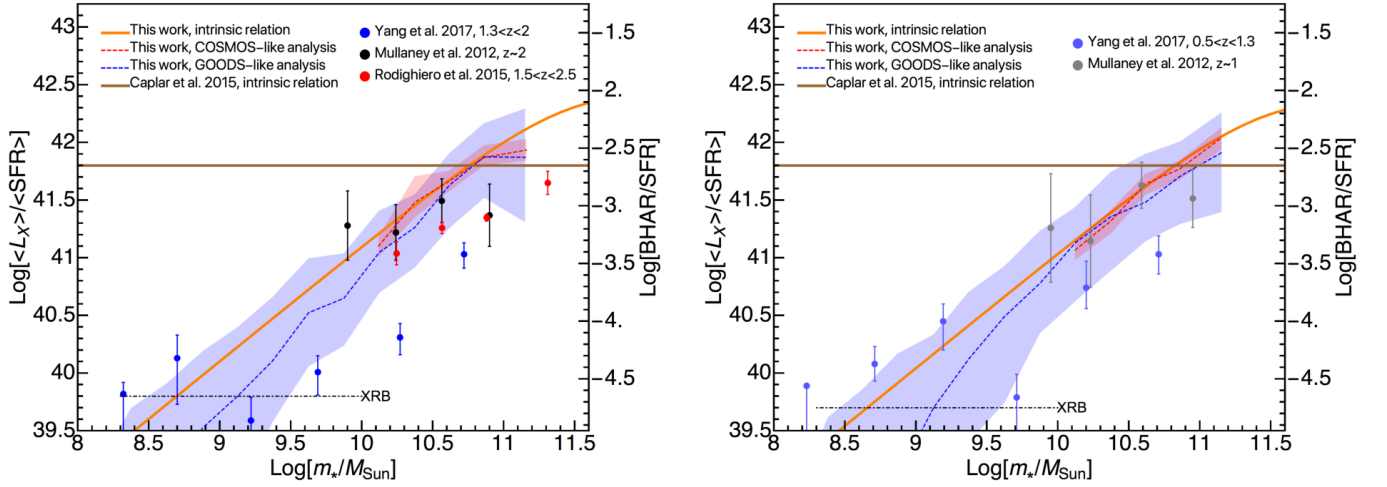 This work, intrinsic relation
This work, COSMOS-like analysis
This work, GOODS-like analysis
Caplar et al. 2015, intrinsic relation
Yang et al. 2017, 1.3<z<2
Mullaney et al. 2012, z~2
Rodighiero et al. 2015, 1.5<z<2.5
43
42.5
42
41.5
41
40.5
40
39.5
Log[<L_X>/<SFR>]
-1.5
-2.
-2.5
-3.
-3.5
-4.
-4.5
Log[BHAR/SFR]
XRB
8 8.5 9 9.5 10 10.5 11 11.5
Log[m_*/M_Sun]
This work, intrinsic relation
This work, COSMOS-like analysis
This work, GOODS-like analysis
Caplar et al. 2015, intrinsic relation
Yang et al. 2017, 0.5<z<1.3
Mullaney et al. 2012, z~1
43
42.5
42
41.5
41
40.5
40
39.5
Log[<L_X>/<SFR>]
-1.5
-2.
-2.5
-3.
-3.5
-4.
-4.5
Log[BHAR/SFR]
XRB
8 8.5 9 9.5 10 10.5 11 11.5
Log[m_*/M_Sun]